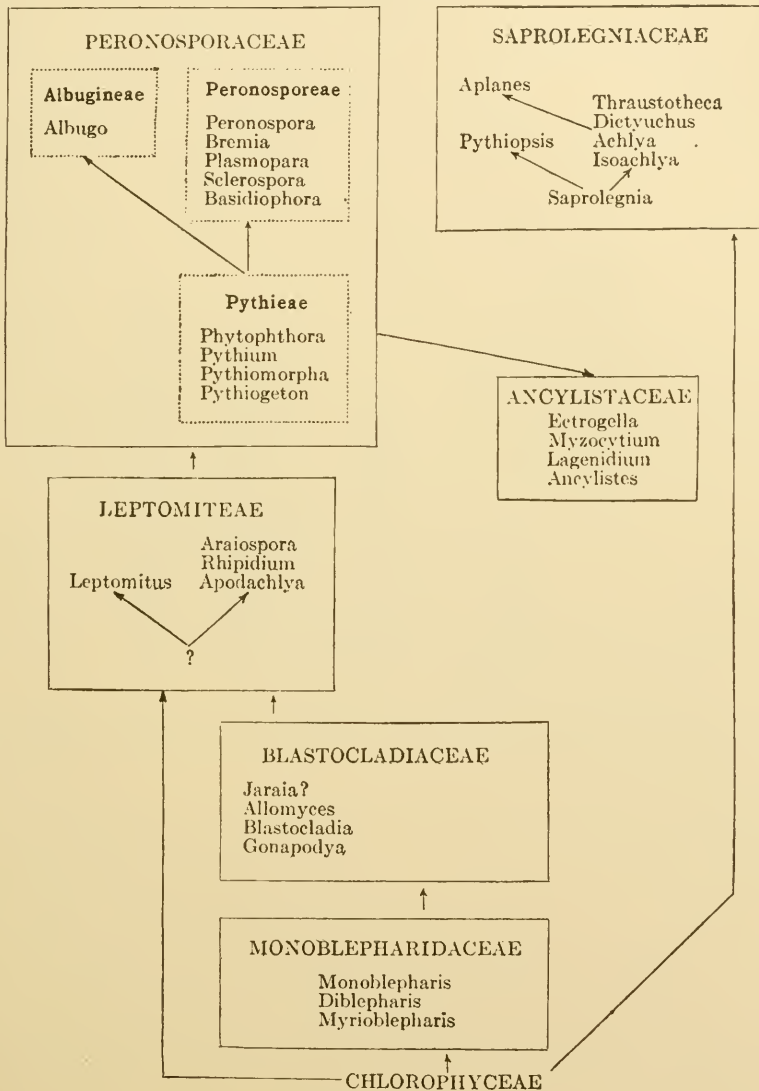 PERONOSPORACEAE
Albugineae
Albugo
Peronosporeae
Peronospora
Bremia
Plasmopara
Sclerospora
Basidiophora
Pythieae
Phytophthora
Pythium
Pythiomorpha
Pythiogeton
SAPROLEGNIACEAE
Aplanes
Pythiopsis
Thraustotheca
Dictyuchus
Achlya
Isoachlya
Saprolegnia
ANCYLISTACEAE
Ectrogella
Myzocytium
Lagenidium
Ancylistes
LEPTOMITEAE
Leptomitus
Araiospora
Rhipidium
Apodachlya
?
BLASTOCLADIACEAE
Jaraia?
Allomyces
Blastocladia
Gonapodya
MONOBLEPHARIDACEAE
Monoblepharis
Diblepharis
Myrioblepharis
CHLOROPHYCEAE